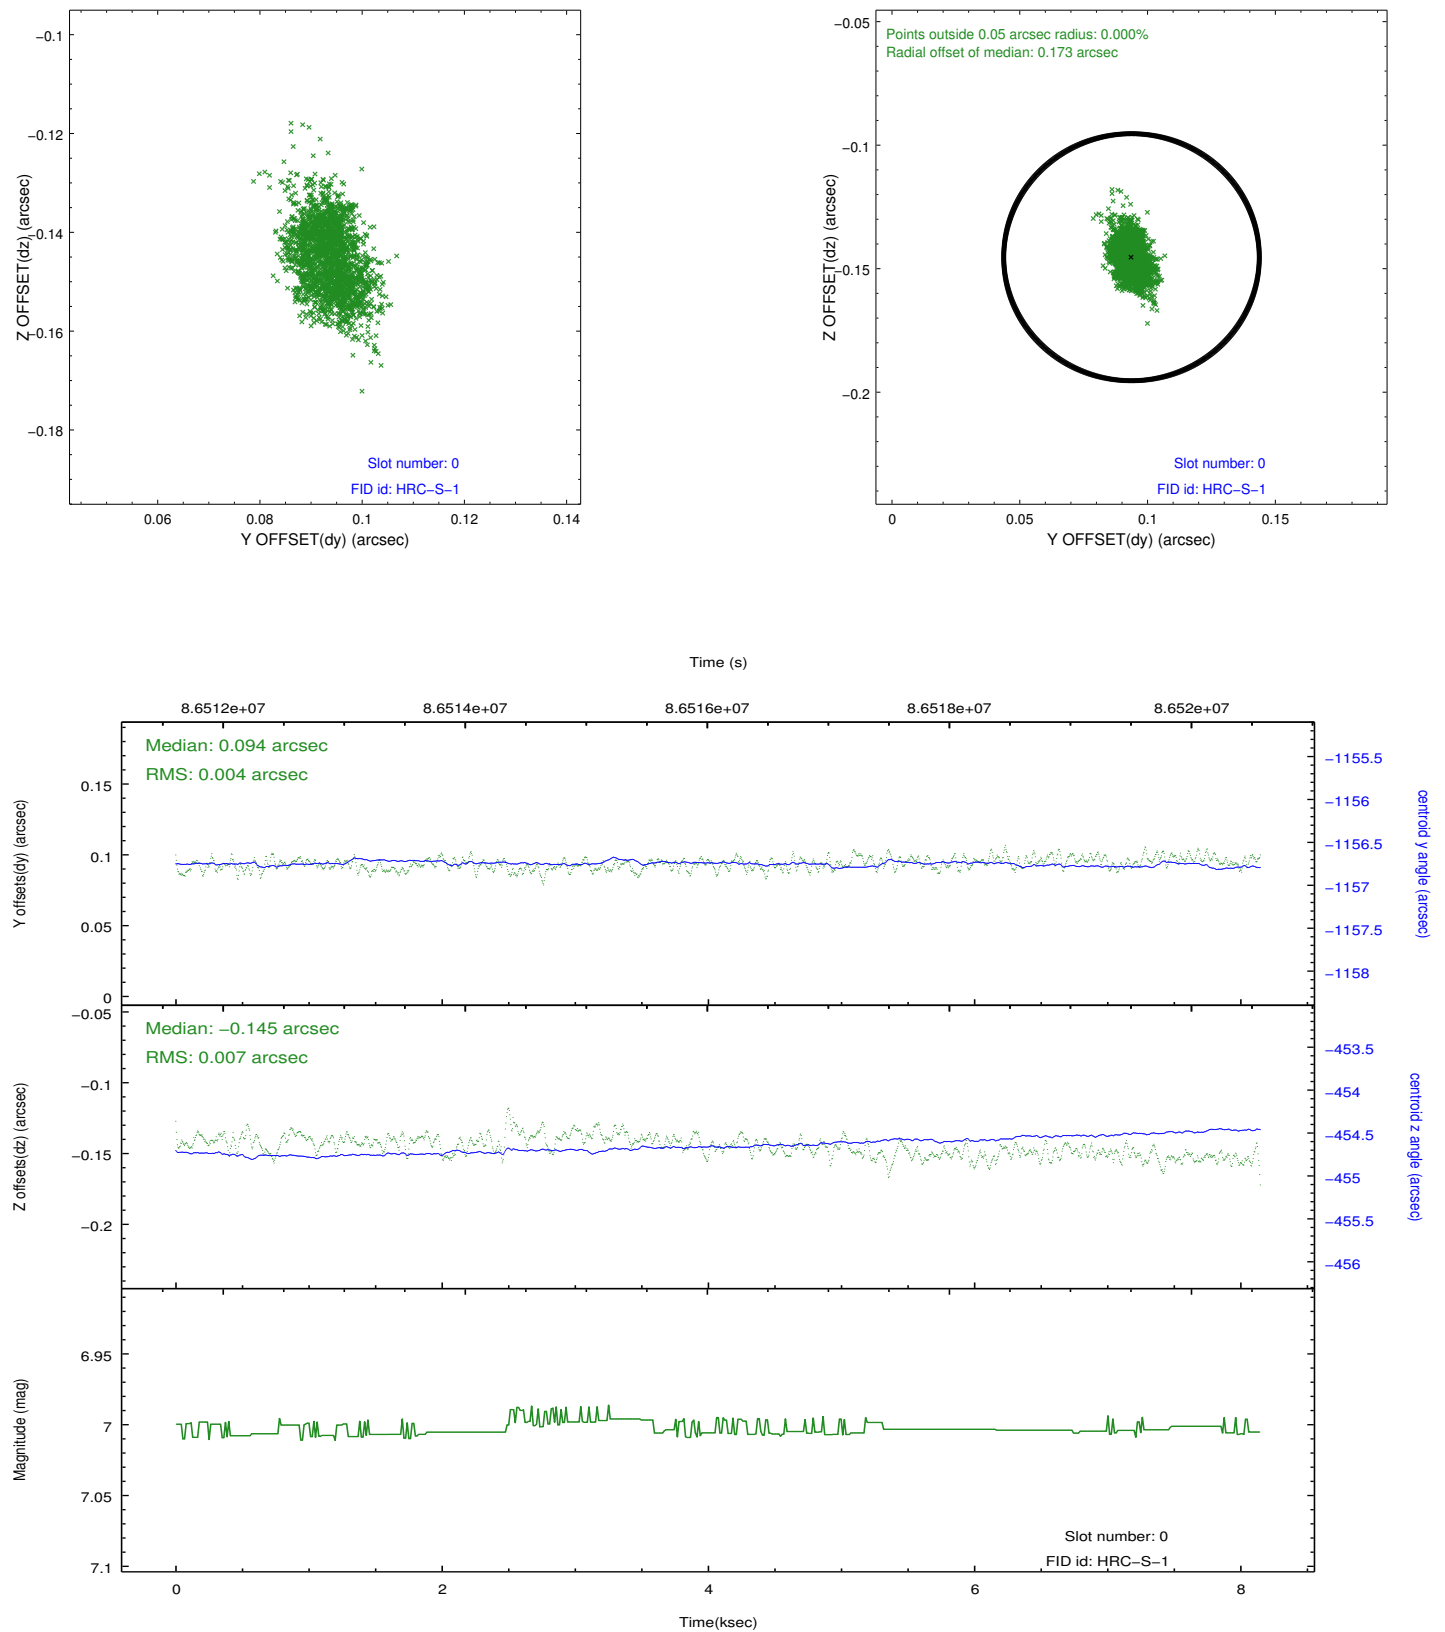 −0.1
−0.12
−0.14
−0.16
−0.18
Z OFFSET(dz) (arcsec)
Slot number: 0
FID id: HRC−S−1
0.06 0.08 0.1 0.12 0.14
Y OFFSET(dy) (arcsec)
Points outside 0.05 arcsec radius: 0.000%
Radial offset of median: 0.173 arcsec
−0.05
−0.1
−0.15
−0.2
Z OFFSET(dz) (arcsec)
Slot number: 0
FID id: HRC−S−1
0 0.05 0.1 0.15
Y OFFSET(dy) (arcsec)
Time (s)
8.6512e+07 8.6514e+07 8.6516e+07 8.6518e+07 8.652e+07
Median: 0.094 arcsec
RMS: 0.004 arcsec
0.15
0.1
0.05
0
Y offsets(dy) (arcsec)
−1155.5
−1156
−1156.5
−1157
−1157.5
−1158
centroid y angle (arcsec)
Median: −0.145 arcsec
RMS: 0.007 arcsec
−0.05
−0.1
−0.15
−0.2
Z offsets(dz) (arcsec)
−453.5
−454
−454.5
−455
−455.5
−456
centroid z angle (arcsec)
6.95
7
7.05
7.1
Magnitude (mag)
Slot number: 0
FID id: HRC−S−1
0 2 4 6 8
Time(ksec)